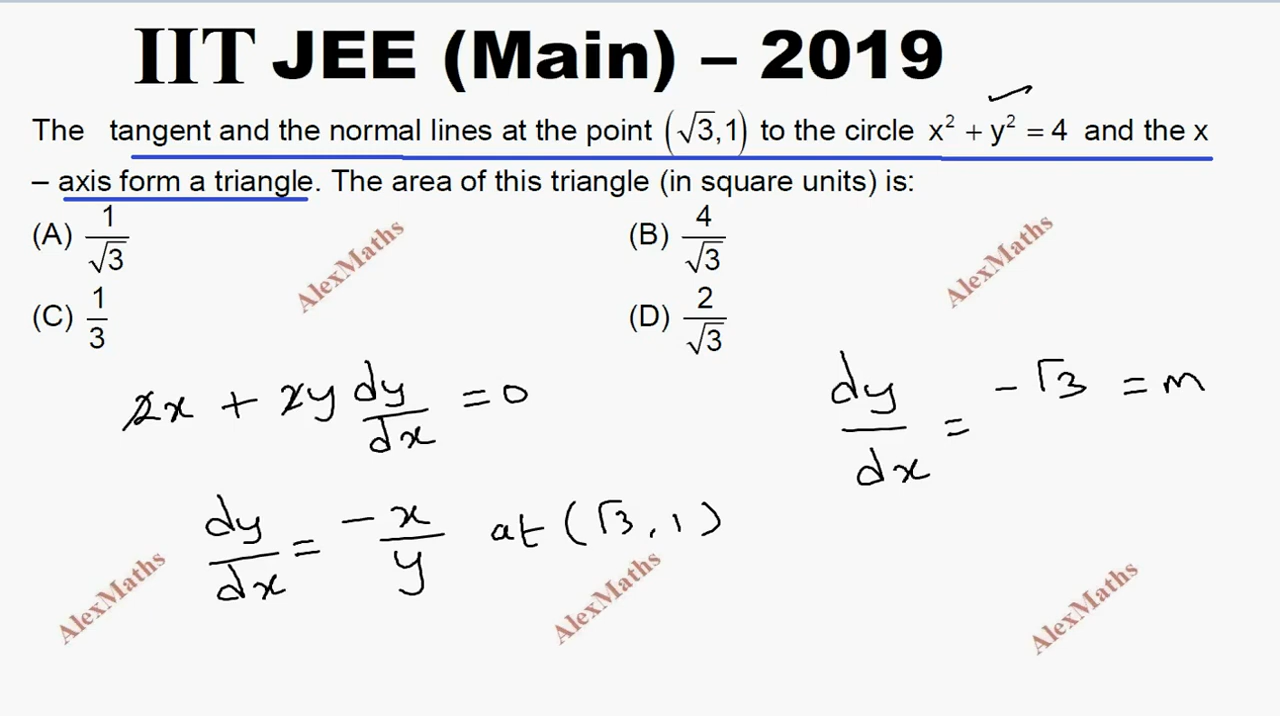 IIT JEE (Main) – 2019
The tangent and the normal lines at the point (√3,1) to the circle x² + y² = 4 and the x
– axis form a triangle. The area of this triangle (in square units) is:
(A) 1/√3
(B) 4/√3
AlexMaths
AlexMaths
(C) 1/3
(D) 2/√3
2x + 2y dy/dx = 0
dy/dx = -√3 = m
dy/dx = -x/y at (√3, 1)
AlexMaths
AlexMaths
AlexMaths